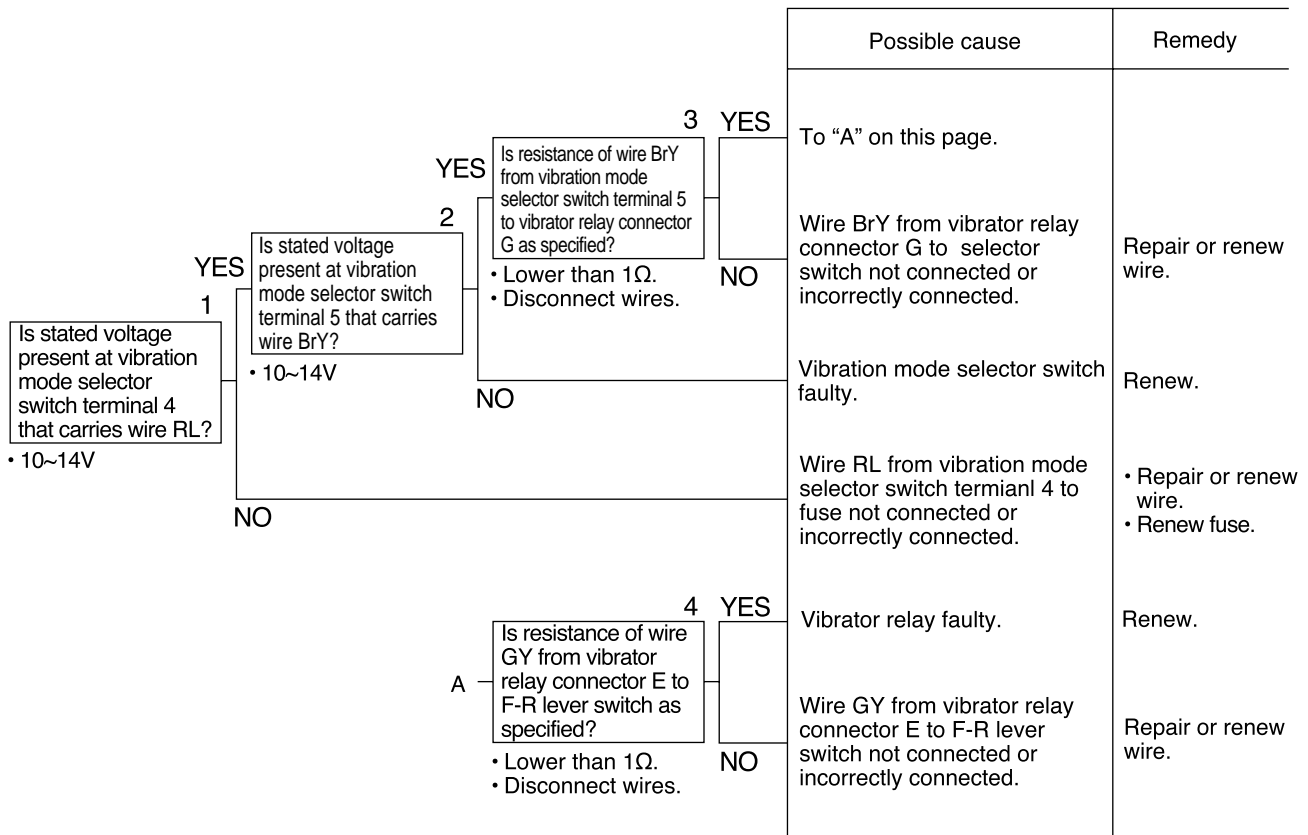 Possible cause
Remedy
3
YES
To “A” on this page.
YES
Is resistance of wire BrY
from vibration mode
selector switch terminal 5
to vibrator relay connector
G as specified?
• Lower than 1Ω.
• Disconnect wires.
NO
Wire BrY from vibrator relay
connector G to selector
switch not connected or
incorrectly connected.
Repair or renew
wire.
2
YES
Is stated voltage
present at vibration
mode selector switch
terminal 5 that carries
wire BrY?
• 10~14V
NO
Vibration mode selector switch
faulty.
Renew.
1
Is stated voltage
present at vibration
mode selector
switch terminal 4
that carries wire RL?
• 10~14V
NO
Wire RL from vibration mode
selector switch termianl 4 to
fuse not connected or
incorrectly connected.
• Repair or renew
wire.
• Renew fuse.
4
YES
Vibrator relay faulty.
Renew.
A
Is resistance of wire
GY from vibrator
relay connector E to
F-R lever switch as
specified?
• Lower than 1Ω.
• Disconnect wires.
NO
Wire GY from vibrator relay
connector E to F-R lever
switch not connected or
incorrectly connected.
Repair or renew
wire.